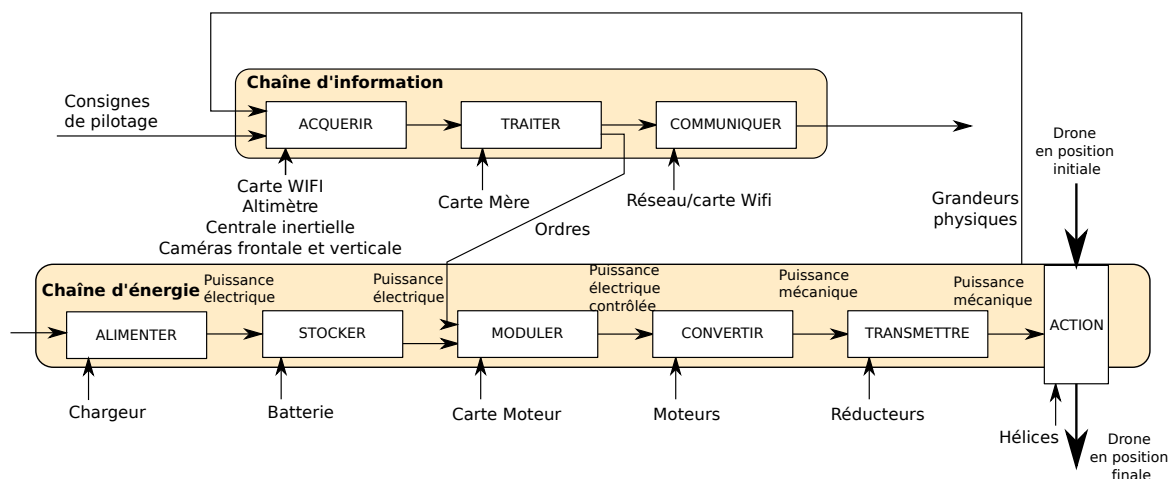 Chaîne d'information
Consignes
de pilotage
ACQUERIR
TRAITER
COMMUNIQUER
Drone
en position
initiale
Carte WIFI
Altimètre
Centrale inertielle
Caméras frontale et verticale
Carte Mère
Réseau/carte Wifi
Ordres
Grandeurs
physiques
Chaîne d'énergie
Puissance
électrique
Puissance
électrique
Puissance
électrique
contrôlée
Puissance
mécanique
Puissance
mécanique
ALIMENTER
STOCKER
MODULER
CONVERTIR
TRANSMETTRE
ACTION
Chargeur
Batterie
Carte Moteur
Moteurs
Réducteurs
Hélices
Drone
en position
finale